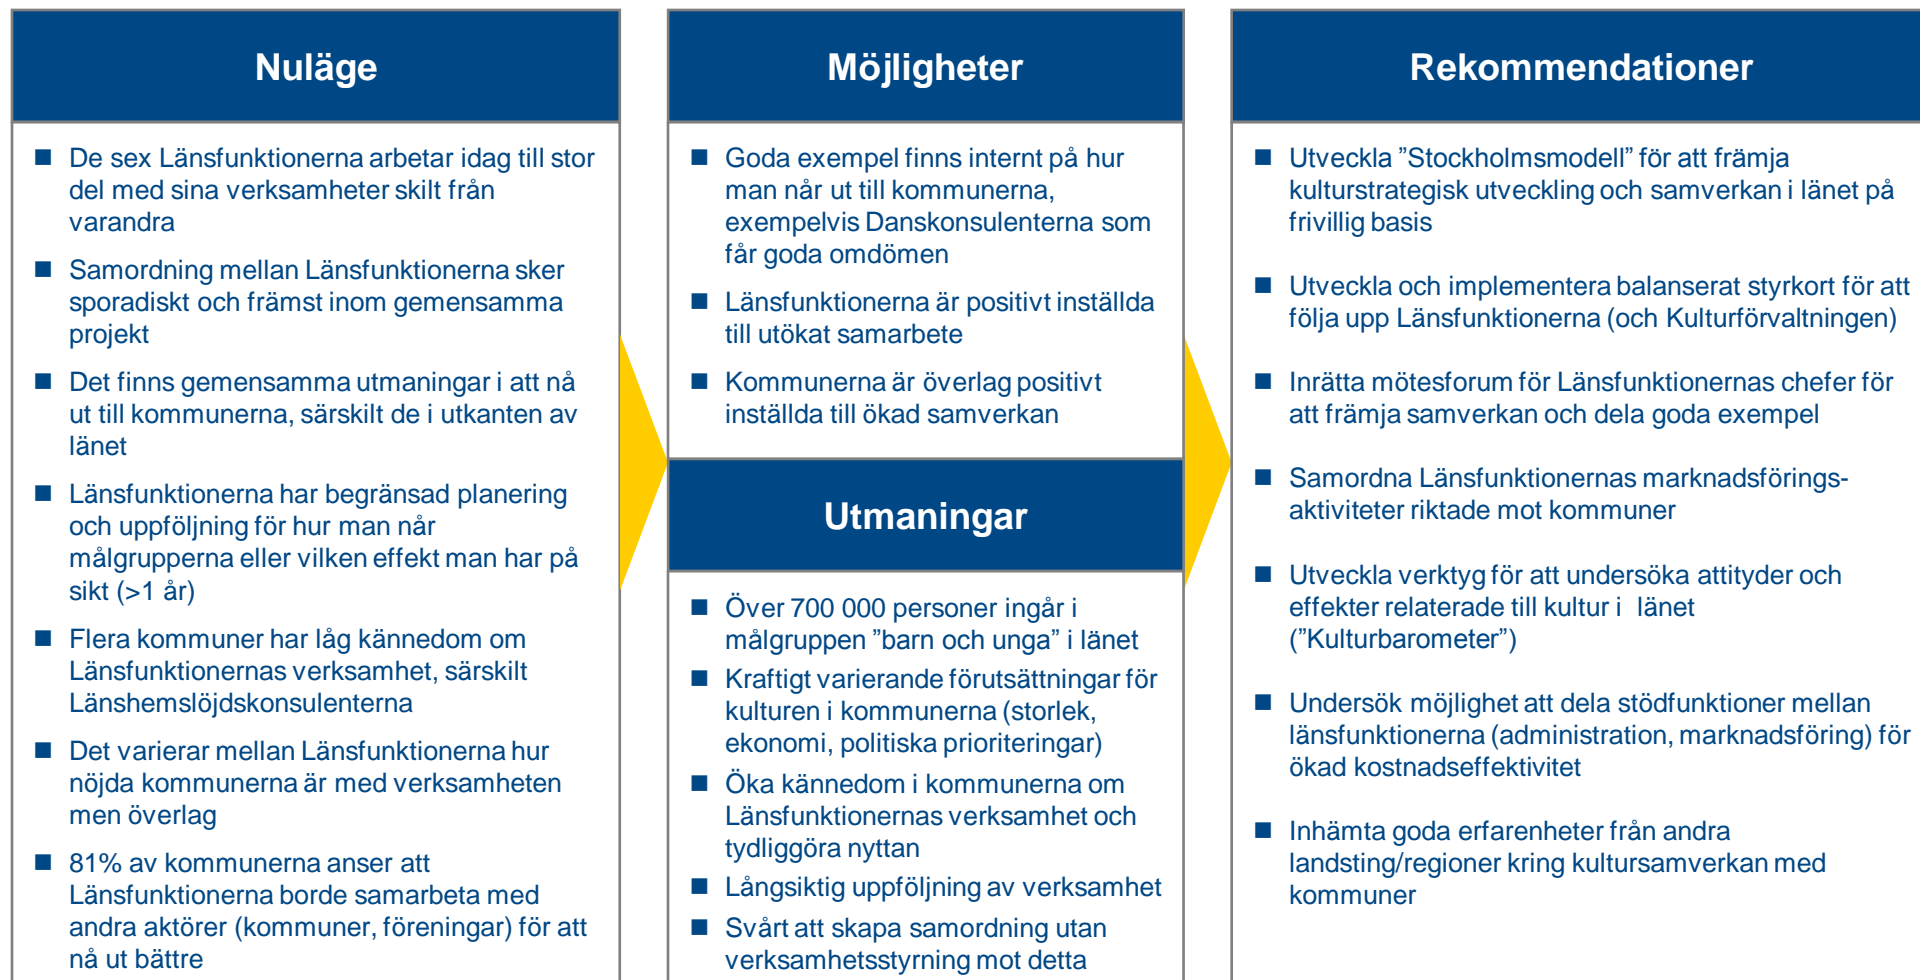 Nuläge
De sex Länsfunktionerna arbetar idag till stor
del med sina verksamheter skilt från
varandra
Samordning mellan Länsfunktionerna sker
sporadiskt och främst inom gemensamma
projekt
Det finns gemensamma utmaningar i att nå
ut till kommunerna, särskilt de i utkanten av
länet
Länsfunktionerna har begränsad planering
och uppföljning för hur man når
målgrupperna eller vilken effekt man har på
sikt (>1 år)
Flera kommuner har låg kännedom om
Länsfunktionernas verksamhet, särskilt
Länshemslöjdskonsulenterna
Det varierar mellan Länsfunktionerna hur
nöjda kommunerna är med verksamheten
men överlag
81% av kommunerna anser att
Länsfunktionerna borde samarbeta med
andra aktörer (kommuner, föreningar) för att
nå ut bättre
Möjligheter
Goda exempel finns internt på hur
man når ut till kommunerna,
exempelvis Danskonsulenterna som
får goda omdömen
Länsfunktionerna är positivt inställda
till utökat samarbete
Kommunerna är överlag positivt
inställda till ökad samverkan
Utmaningar
Över 700 000 personer ingår i
målgruppen ”barn och unga” i länet
Kraftigt varierande förutsättningar för
kulturen i kommunerna (storlek,
ekonomi, politiska prioriteringar)
Öka kännedom i kommunerna om
Länsfunktionernas verksamhet och
tydliggöra nyttan
Långsiktig uppföljning av verksamhet
Svårt att skapa samordning utan
verksamhetsstyrning mot detta
Rekommendationer
Utveckla ”Stockholmsmodell” för att främja
kulturstrategisk utveckling och samverkan i länet på
frivillig basis
Utveckla och implementera balanserat styrkort för att
följa upp Länsfunktionerna (och Kulturförvaltningen)
Inrätta mötesforum för Länsfunktionernas chefer för
att främja samverkan och dela goda exempel
Samordna Länsfunktionernas marknadsförings-
aktiviteter riktade mot kommuner
Utveckla verktyg för att undersöka attityder och
effekter relaterade till kultur i länet
(”Kulturbarometer”)
Undersök möjlighet att dela stödfunktioner mellan
länsfunktionerna (administration, marknadsföring) för
ökad kostnadseffektivitet
Inhämta goda erfarenheter från andra
landsting/regioner kring kultursamverkan med
kommuner